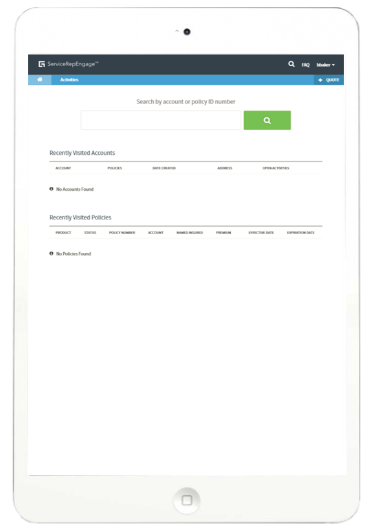 ServiceRepEngage™
FAQ
Activities
+ QUOTE
Search by account or policy ID number
Recently Visited Accounts
ACCOUNT POLICIES DATE CREATED ADDRESS OPEN ACTIVITIES
No Accounts Found
Recently Visited Policies
PRODUCT STATUS POLICY NUMBER ACCOUNT NAMED INSURED PREMIUM EFFECTIVE DATE EXPIRATION DATE
No Policies Found